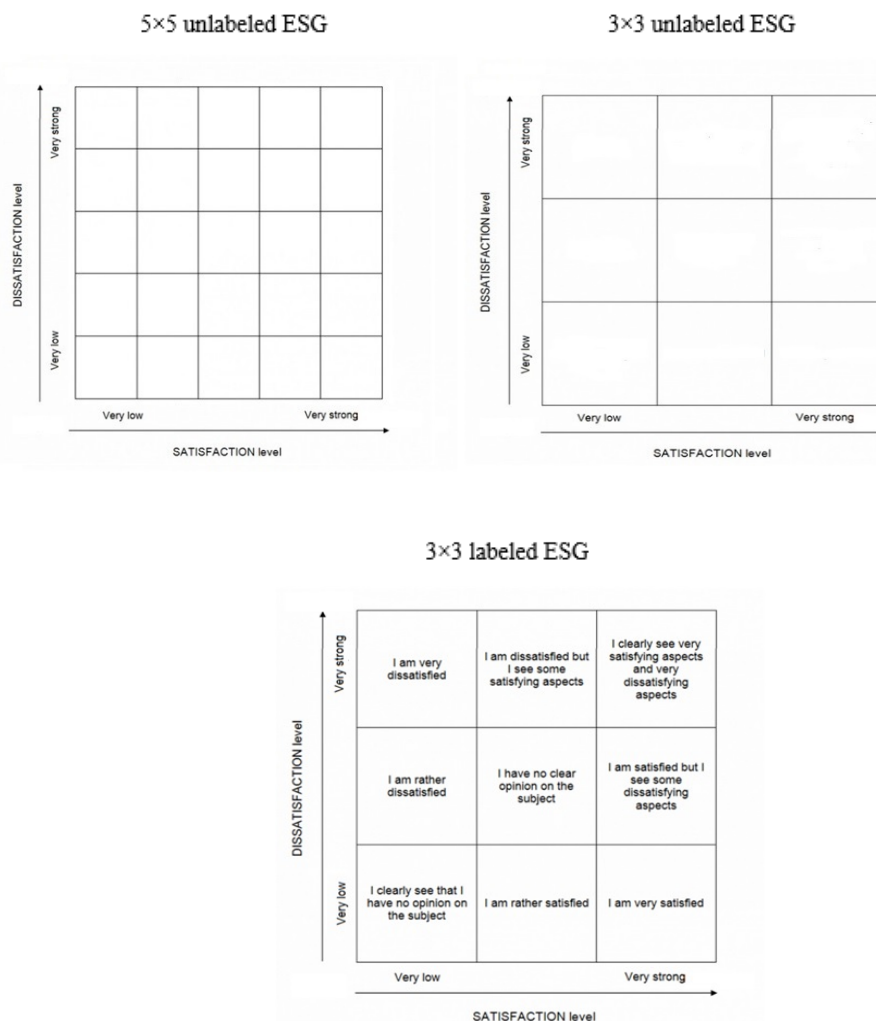 5×5 unlabeled ESG
3×3 unlabeled ESG
DISSATISFACTION level
Very strong
Very low
Very low
Very strong
SATISFACTION level
DISSATISFACTION level
Very strong
Very low
Very low
Very strong
SATISFACTION level
3×3 labeled ESG
DISSATISFACTION level
Very strong
Very low
I am very
dissatisfied
I am dissatisfied but
I see some
satisfying aspects
I clearly see very
satisfying aspects
and very
dissatisfying
aspects
I am rather
dissatisfied
I have no clear
opinion on the
subject
I am satisfied but I
see some
dissatisfying
aspects
I clearly see that I
have no opinion on
the subject
I am rather satisfied
I am very satisfied
Very low
Very strong
SATISFACTION level